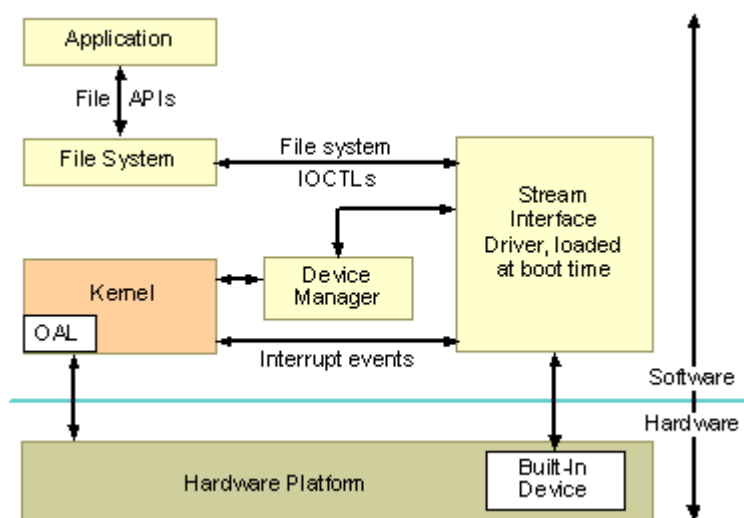 Application
File APIs
File System
File system
IOCTLs
Stream
Interface
Driver, loaded
at boot time
Device
Manager
Kernel
OAL
Interrupt events
Software
Hardware
Hardware Platform
Built-In
Device